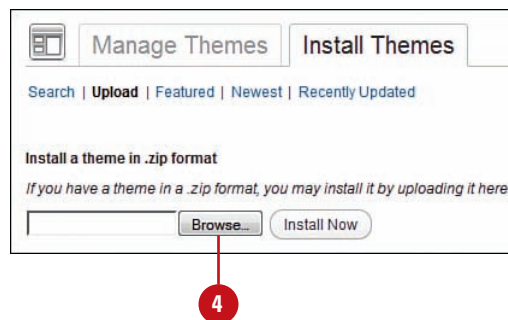 Manage Themes Install Themes
Search | Upload | Featured | Newest | Recently Updated
Install a theme in .zip format
If you have a theme in a .zip format, you may install it by uploading it here
Browse... Install Now
4